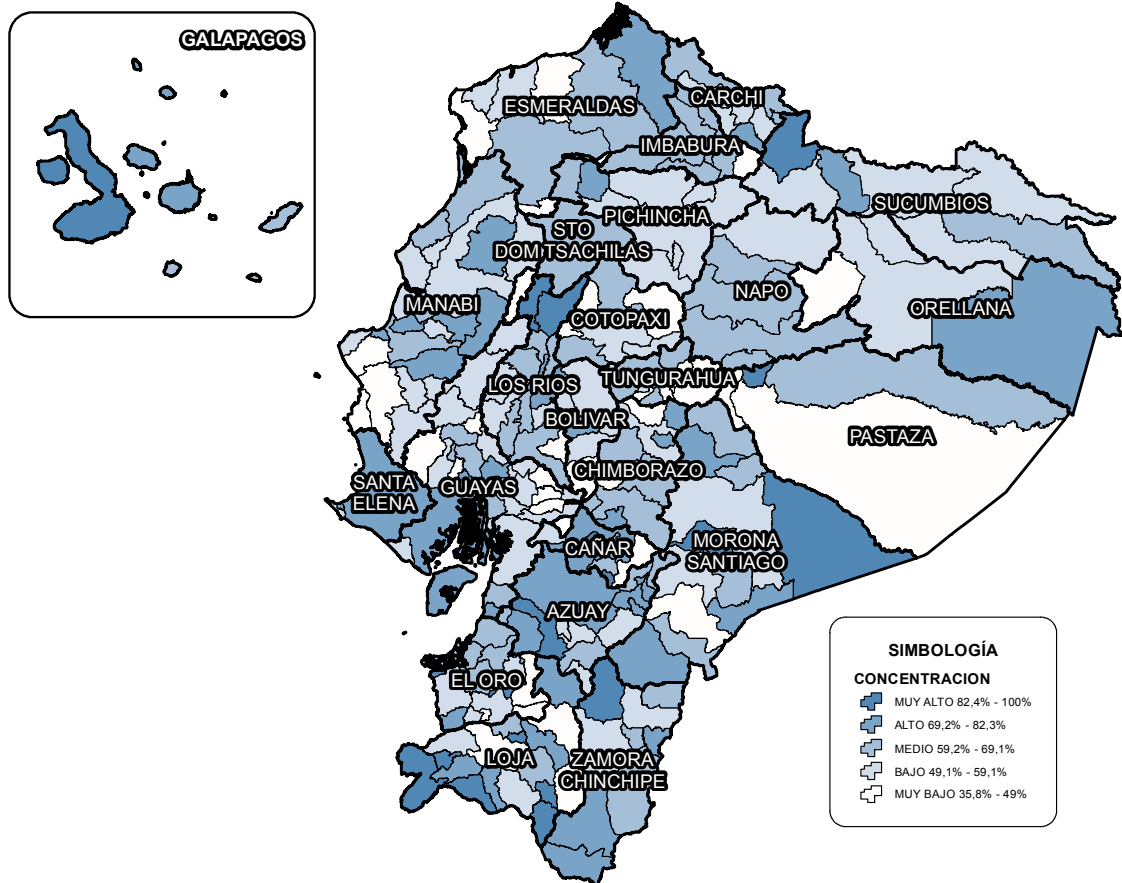 GALAPAGOS
ESMERALDAS
CARCHI
IMBABURA
SUCUMBIOS
PICHINCHA
STO
DOM TSACHILAS
NAPO
ORELLANA
MANABI
COTOPAXI
LOS RIOS
TUNGURAHUA
BOLIVAR
PASTAZA
CHIMBORAZO
SANTA
ELENA
GUAYAS
CAÑAR
MORONA
SANTIAGO
AZUAY
EL ORO
LOJA
ZAMORA
CHINCHIPE
SIMBOLOGÍA
CONCENTRACION
MUY ALTO 82,4% - 100%
ALTO 69,2% - 82,3%
MEDIO 59,2% - 69,1%
BAJO 49,1% - 59,1%
MUY BAJO 35,8% - 49%